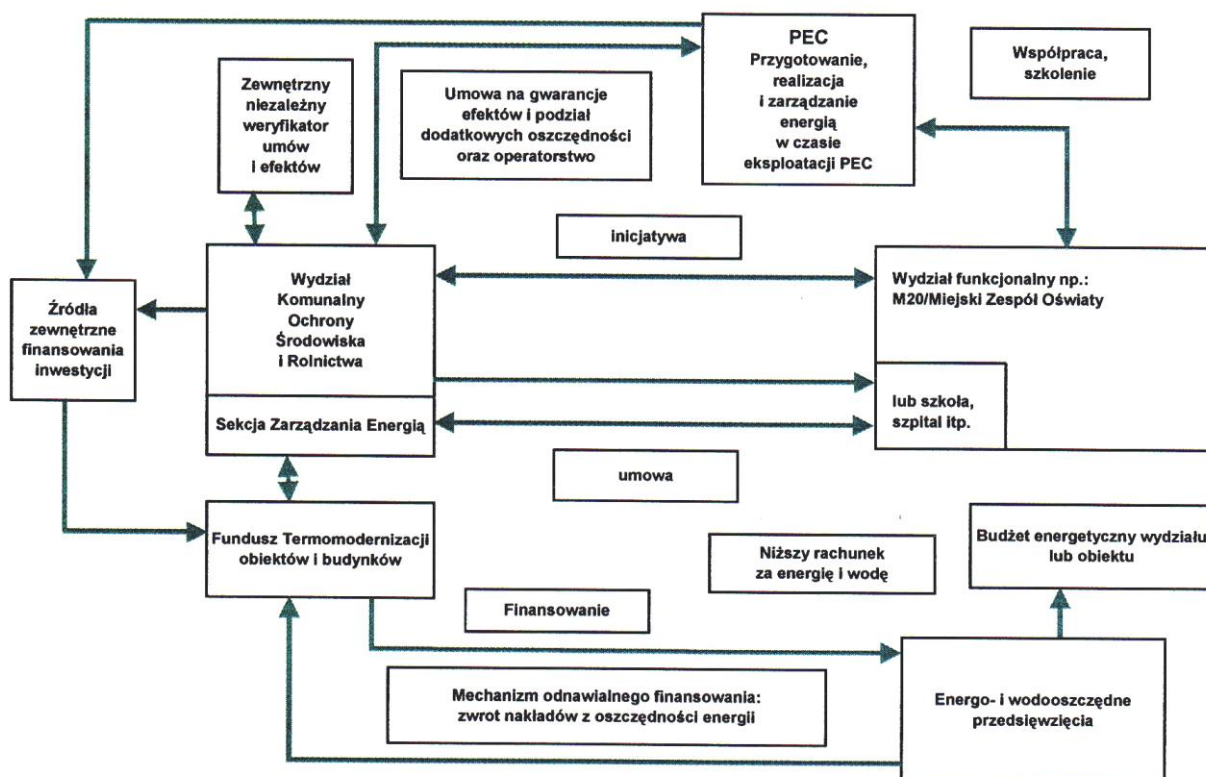 PEC
Przygotowanie,
realizacja
i zarządzanie
energią
w czasie
eksploatacji PEC
Współpraca,
szkolenie
Zewnętrzny
niezależny
weryfikator
umów
i efektów
Umowa na gwarancje
efektów i podział
dodatkowych oszczędności
oraz operatorstwo
inicjatywa
Wydział
Komunalny
Ochrony
Środowiska
i Rolnictwa
Wydział funkcjonalny np.:
M20/Miejski Zespół Oświaty
Źródła
zewnętrzne
finansowania
inwestycji
lub szkoła,
szpital itp.
Sekcja Zarządzania Energią
umowa
Fundusz Termomodernizacji
obiektów i budynków
Niższy rachunek
za energię i wodę
Budżet energetyczny wydziału
lub obiektu
Finansowanie
Mechanizm odnawialnego finansowania:
zwrot nakładów z oszczędności energii
Energo- i wodooszczędne
przedsięwzięcia